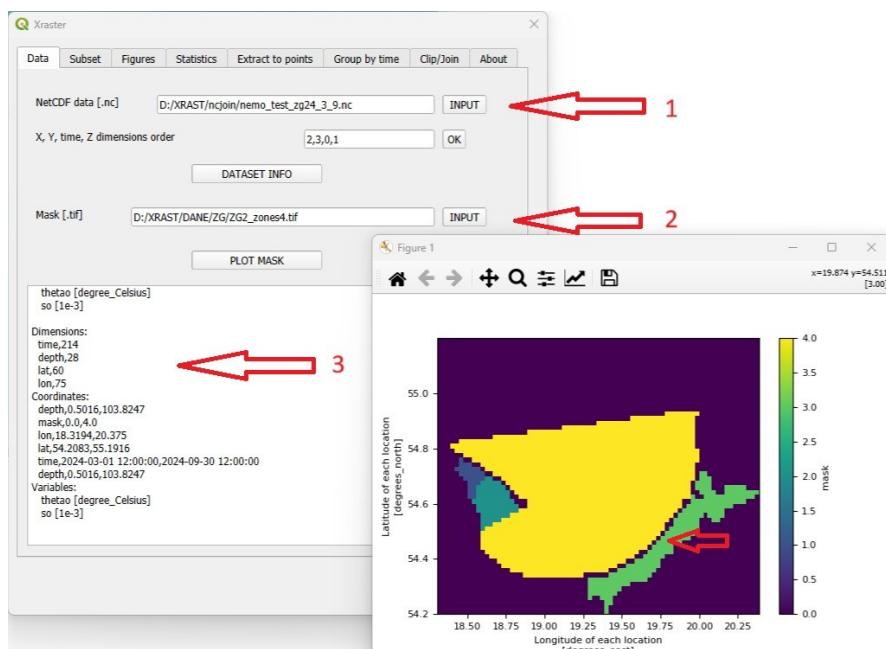 Xraster
Data Subset Figures Statistics Extract to points Group by time Clip/Join About
NetCDF data [.nc] D:/XRAST/ncjoin/nemo_test_zg24_3_9.nc INPUT 1
X, Y, time, Z dimensions order 2,3,0,1 OK
DATASET INFO
Mask [.tif] D:/XRAST/DANE/ZG/ZG2_zones4.tif INPUT 2
PLOT MASK
thetao [degree_Celsius]
so [1e-3]
Dimensions:
time,214
depth,28
lat,60
lon,75
Coordinates:
depth,0.5016,103.8247
mask,0.0,4.0
lon,18.3194,20.375
lat,54.2083,55.1916
time,2024-03-01 12:00:00,2024-09-30 12:00:00
depth,0.5016,103.8247
Variables:
thetao [degree_Celsius]
so [1e-3]
3
Figure 1
x=19.874 y=54.511
[3.00]
55.0
54.8
54.6
54.4
54.2
Latitude of each location
[degrees_north]
18.50 18.75 19.00 19.25 19.50 19.75 20.00 20.25
Longitude of each location
4.0
3.5
3.0
2.5
2.0
1.5
1.0
0.5
0.0
mask